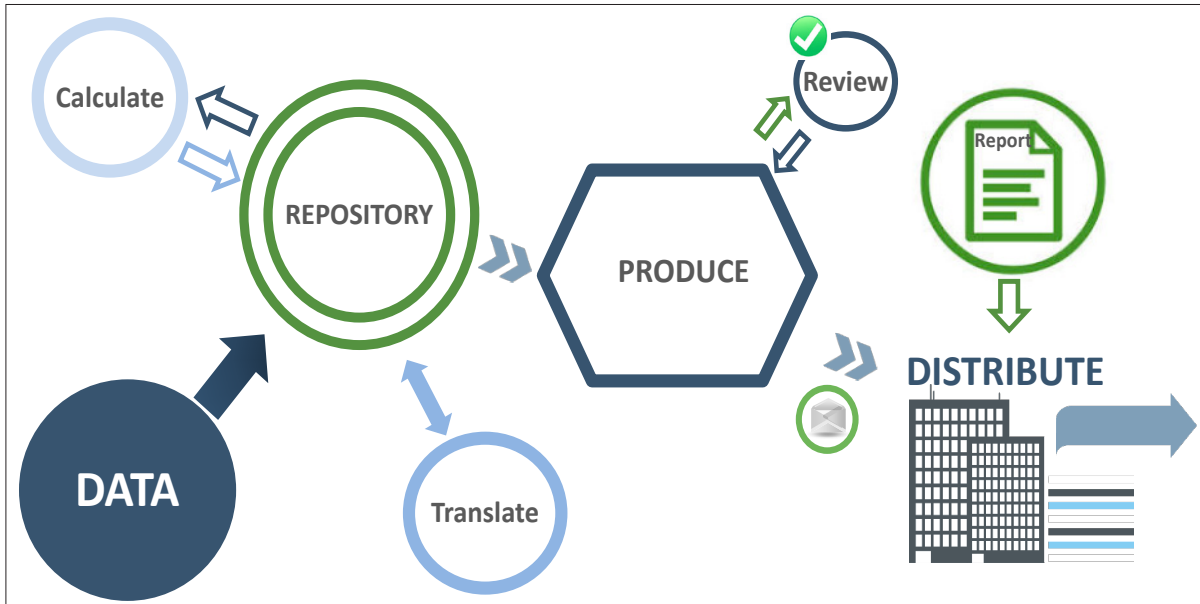 Calculate
Review
Report
REPOSITORY
PRODUCE
DISTRIBUTE
DATA
Translate